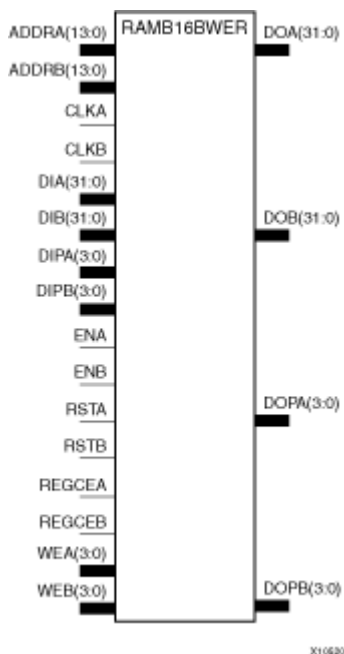 RAMB16BWER
ADDRA(13:0)
DOA(31:0)
ADDRB(13:0)
CLKA
CLKB
DIA(31:0)
DIB(31:0)
DOB(31:0)
DIPA(3:0)
DIPB(3:0)
ENA
ENB
RSTA
DOPA(3:0)
RSTB
REGCEA
REGCEB
WEA(3:0)
WEB(3:0)
DOPB(3:0)